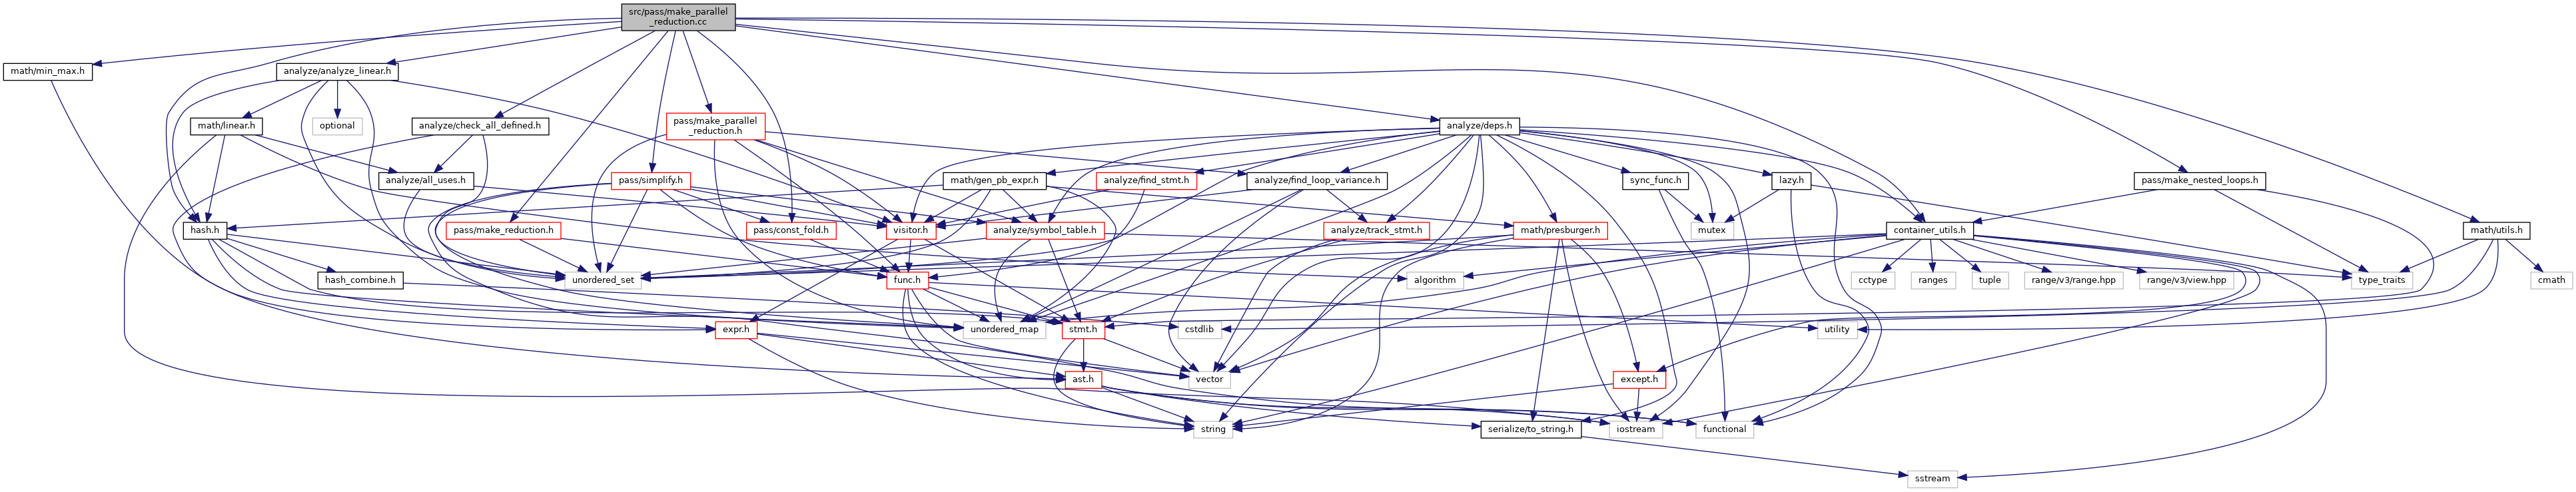 src/pass/make_parallel
_reduction.cc
math/min_max.h
analyze/analyze_linear.h
math/linear.h
optional
analyze/check_all_defined.h
pass/make_parallel
_reduction.h
analyze/deps.h
analyze/all_uses.h
pass/simplify.h
math/gen_pb_expr.h
analyze/find_stmt.h
analyze/find_loop_variance.h
sync_func.h
lazy.h
pass/make_nested_loops.h
hash.h
pass/make_reduction.h
pass/const_fold.h
visitor.h
analyze/symbol_table.h
analyze/track_stmt.h
math/presburger.h
mutex
container_utils.h
math/utils.h
hash_combine.h
unordered_set
func.h
algorithm
cctype
ranges
tuple
range/v3/range.hpp
range/v3/view.hpp
type_traits
cmath
expr.h
unordered_map
stmt.h
cstdlib
utility
ast.h
vector
except.h
string
serialize/to_string.h
iostream
functional
sstream